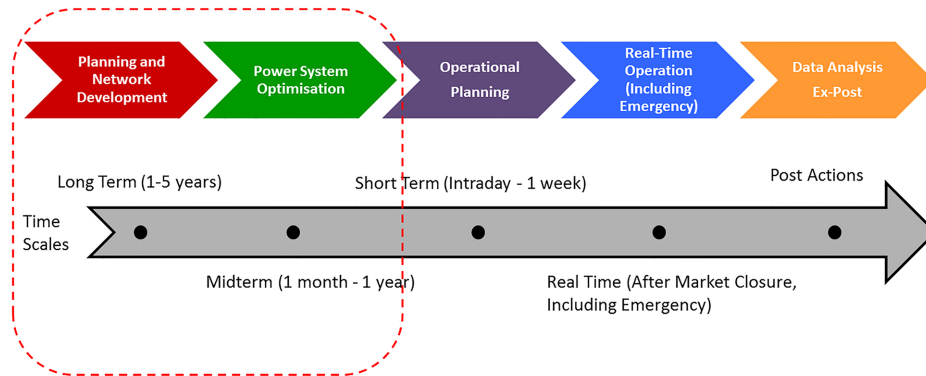 Planning and
Network
Development
Power System
Optimisation
Operational
Planning
Real-Time
Operation
(Including
Emergency)
Data Analysis
Ex-Post
Long Term (1-5 years)
Short Term (Intraday - 1 week)
Post Actions
Time
Scales
Midterm (1 month - 1 year)
Real Time (After Market Closure,
Including Emergency)